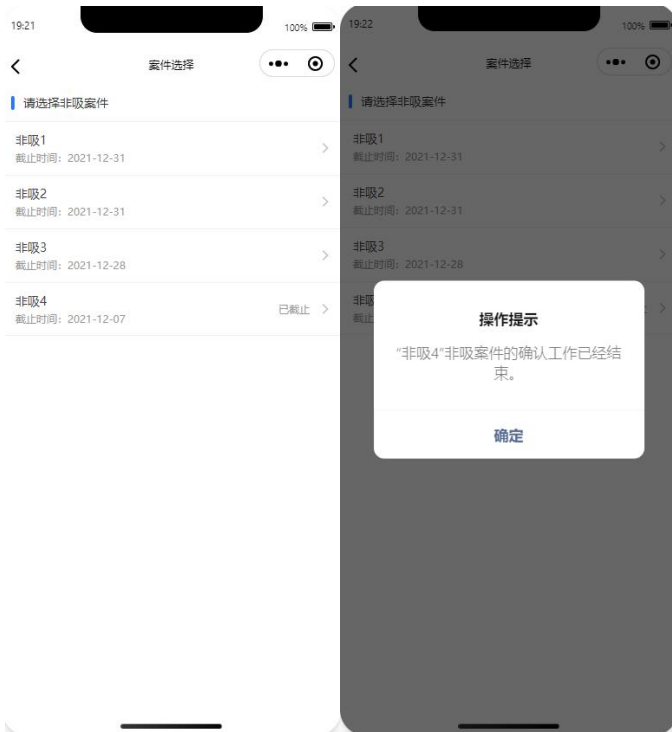 19:21
100%
案件选择
请选择非吸案件
非吸1
截止时间：2021-12-31
非吸2
截止时间：2021-12-31
非吸3
截止时间：2021-12-28
非吸4
已截止
截止时间：2021-12-07
19:22
100%
案件选择
请选择非吸案件
非吸1
截止时间：2021-12-31
非吸2
截止时间：2021-12-31
非吸3
截止时间：2021-12-28
非吸
截止
操作提示
“非吸4”非吸案件的确认工作已经结
束。
确定